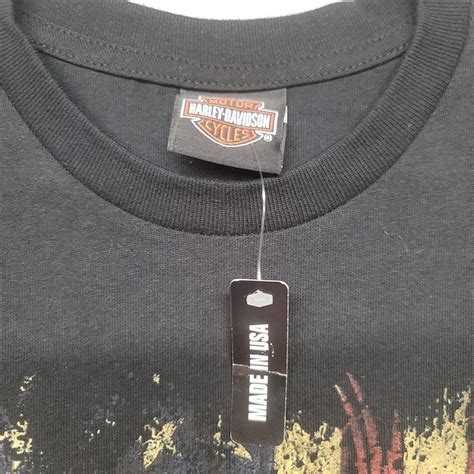 MOTOR
HARLEY-DAVIDSON
CYCLES
®
MADE IN USA